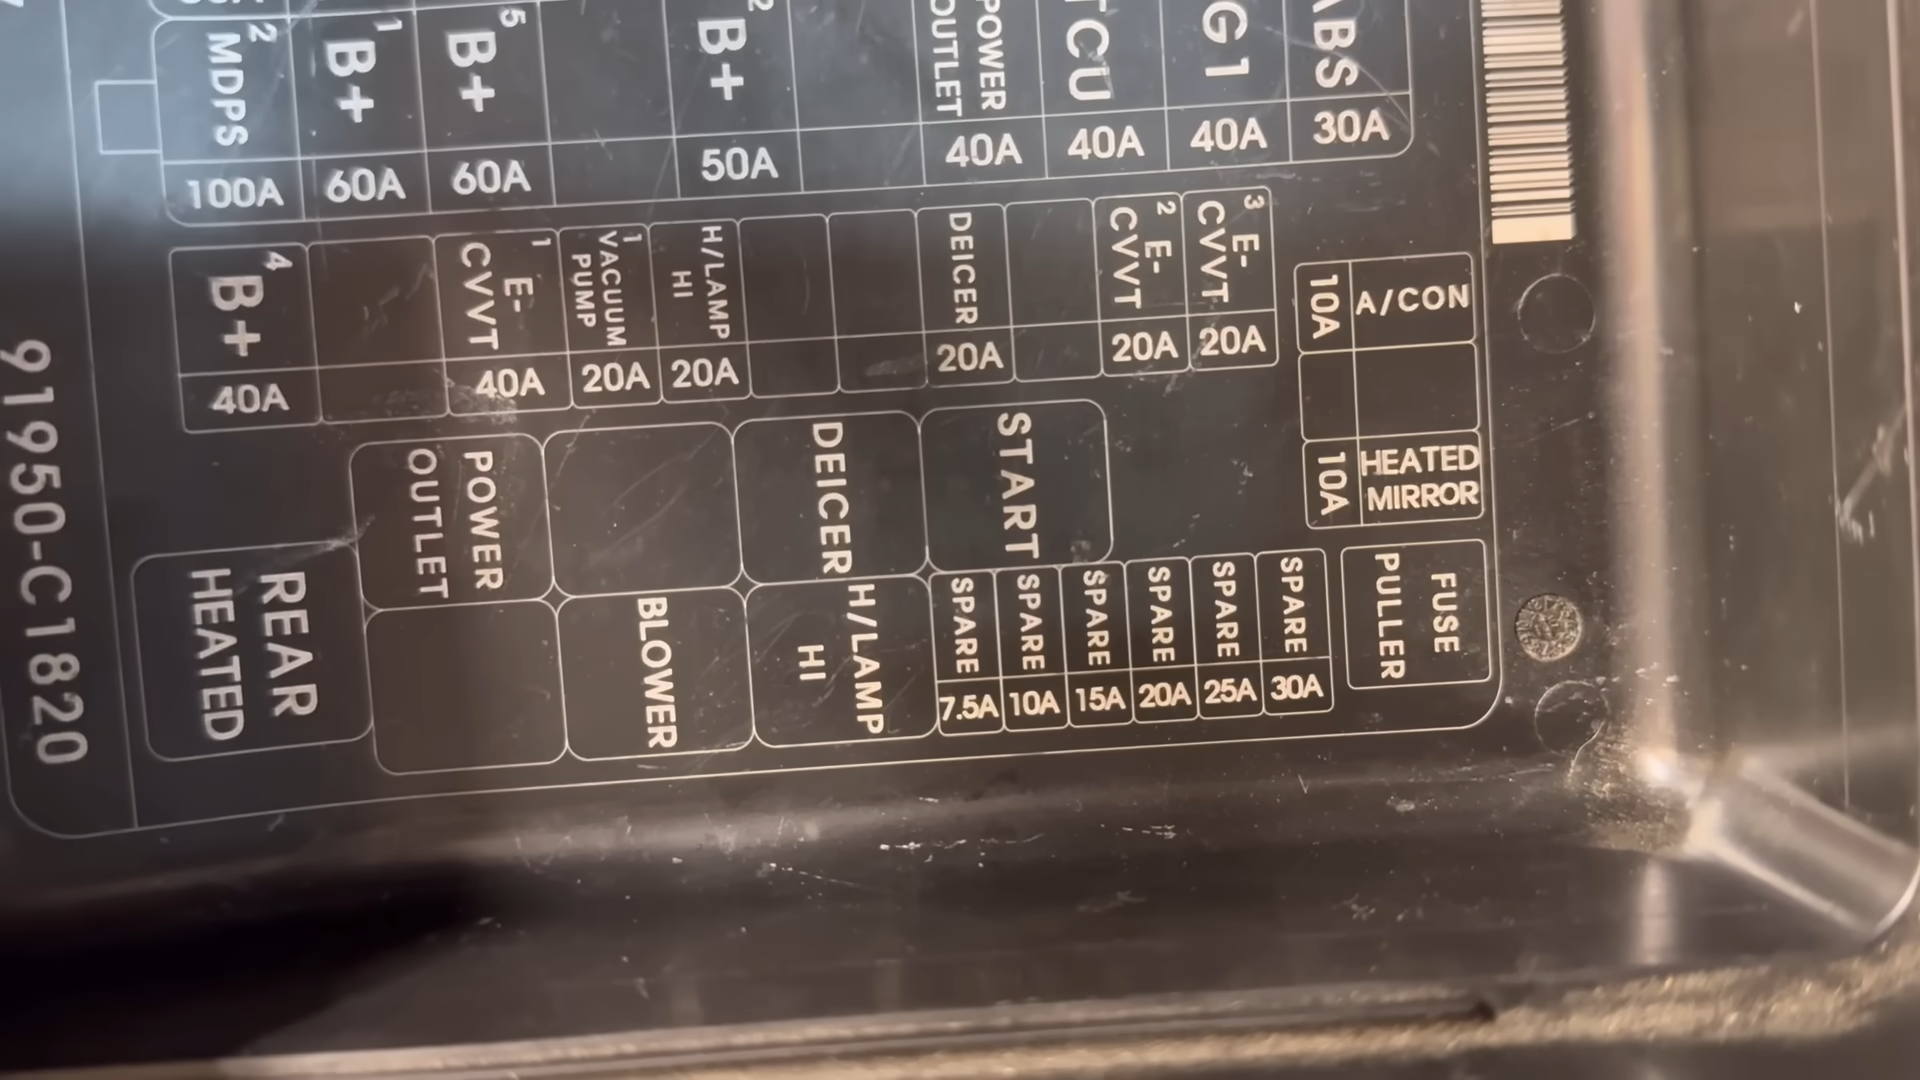 2 MDPS
100A
1 B+
60A
5 B+
60A
2 B+
50A
POWER
OUTLET
40A
TCU
40A
40A
ABS
30A
4 B+
40A
1 E-
CVVT
40A
1 VACUUM
PUMP
20A
H/LAMP
HI
20A
DEICER
20A
2 E-
CVVT
20A
3 E-
CVVT
20A
10A A/CON
10A HEATED
MIRROR
POWER
OUTLET
DEICER
START
REAR
HEATED
BLOWER
H/LAMP
HI
SPARE 7.5A
SPARE 10A
SPARE 15A
SPARE 20A
SPARE 25A
SPARE 30A
FUSE
PULLER
91950-C1820